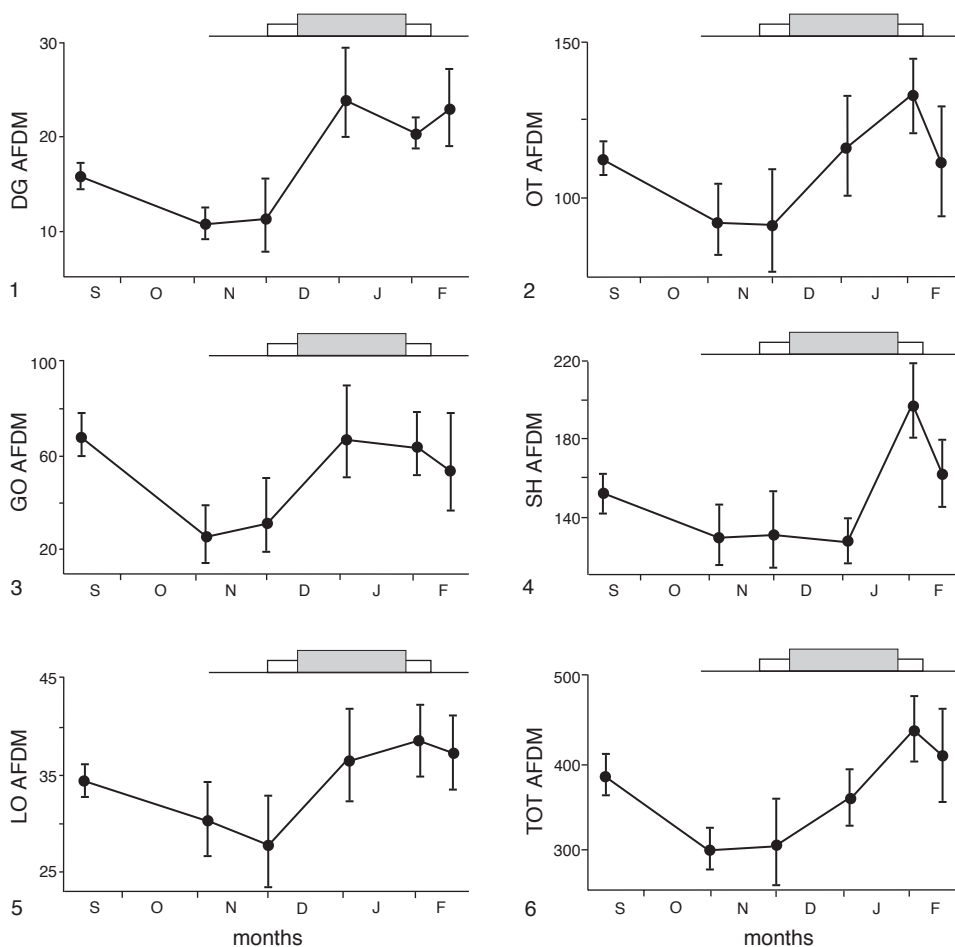 30
20
10
DG AFDM
S O N D J F
1
150
100
OT AFDM
S O N D J F
2
100
60
20
GO AFDM
S O N D J F
3
220
180
140
SH AFDM
S O N D J F
4
45
35
25
LO AFDM
S O N D J F
5
months
500
400
300
TOT AFDM
S O N D J F
6
months